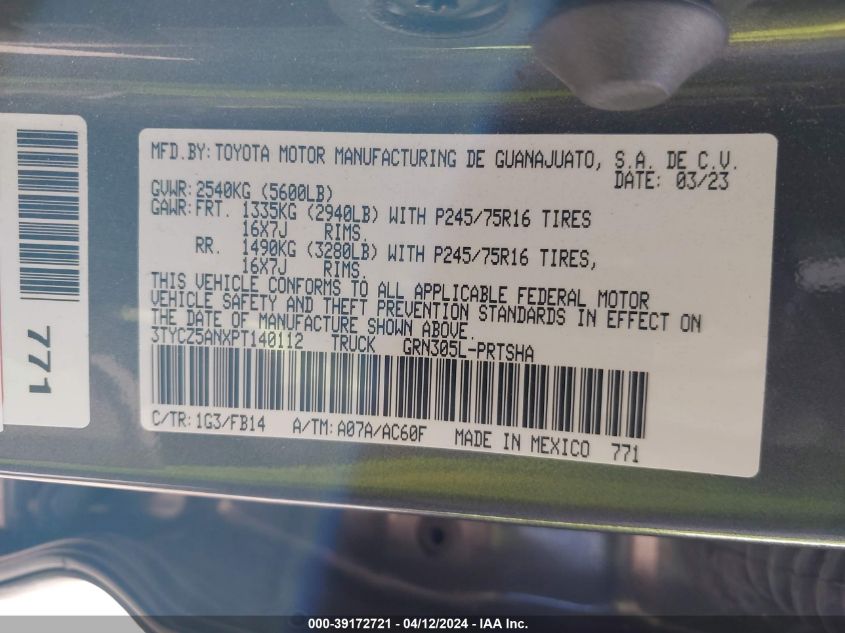 771
MFD.BY: TOYOTA MOTOR MANUFACTURING DE GUANAJUATO, S.A. DE C.V.
DATE: 03/23
GVWR: 2540KG (5600LB)
GAWR: FRT. 1335KG (2940LB) WITH P245/75R16 TIRES
16X7J RIMS,
RR. 1490KG (3280LB) WITH P245/75R16 TIRES,
16X7J RIMS.
THIS VEHICLE CONFORMS TO ALL APPLICABLE FEDERAL MOTOR
VEHICLE SAFETY AND THEFT PREVENTION STANDARDS IN EFFECT ON
THE DATE OF MANUFACTURE SHOWN ABOVE.
3TYCZ5ANXPT140112 TRUCK GRN305L-PRTSHA
C/TR: 1G3/FB14 A/TM: A07A/AC60F MADE IN MEXICO 771
000-39172721 - 04/12/2024 - IAA Inc.